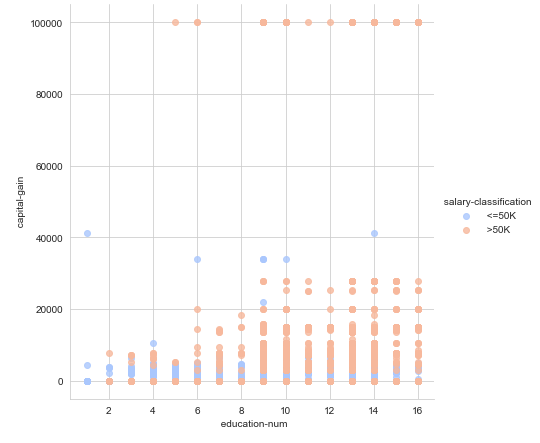 100000
80000
60000
40000
20000
0
capital-gain
2 4 6 8 10 12 14 16
education-num
salary-classification
<=50K
>50K